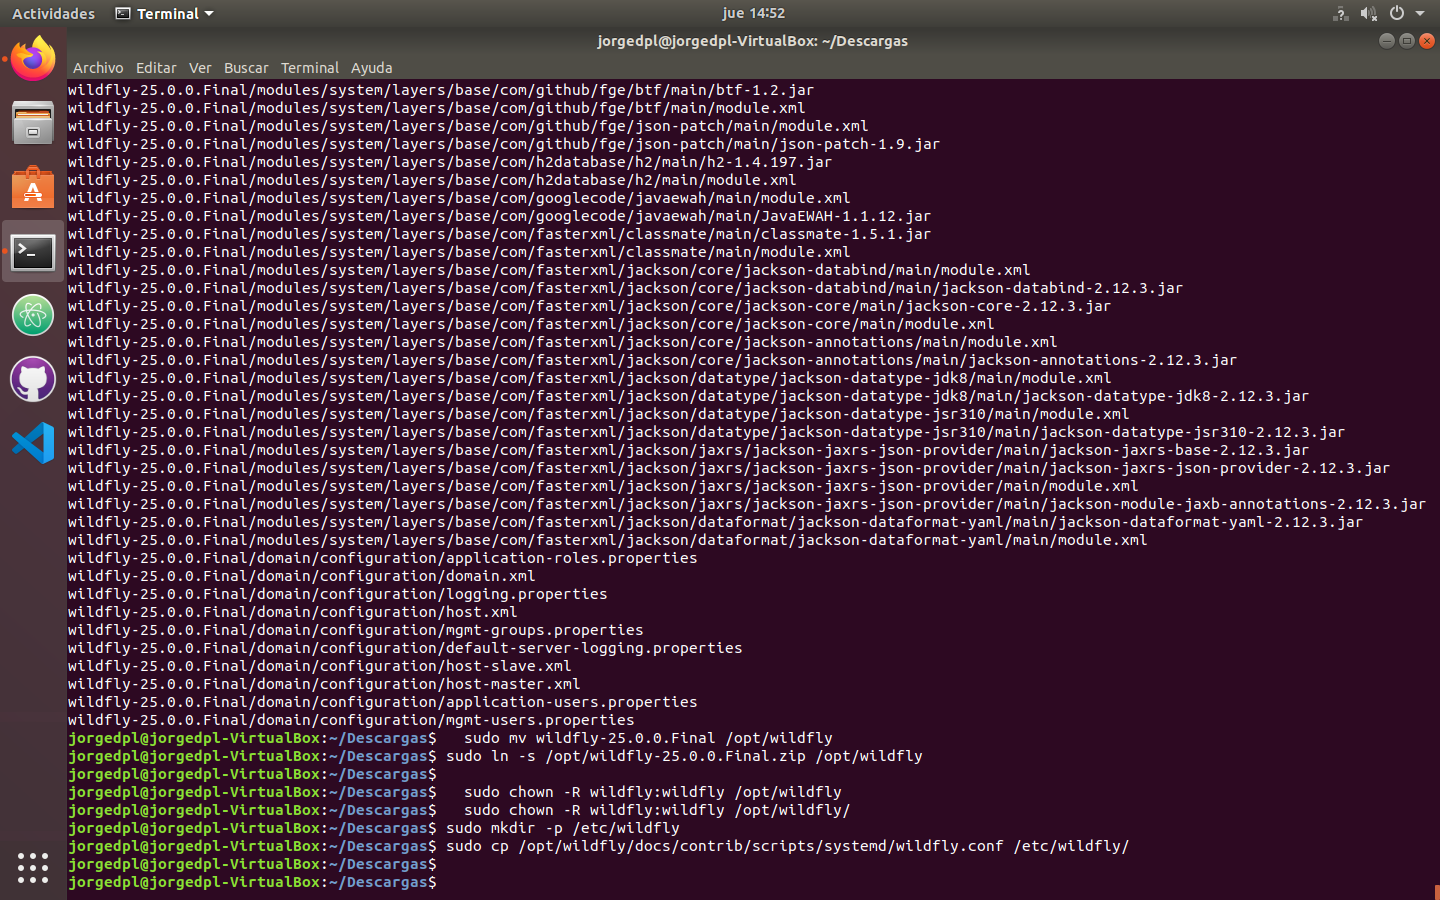 Actividades
Terminal
jue 14:52
jorgedpl@jorgedpl-VirtualBox: ~/Descargas
Archivo Editar Ver Buscar Terminal Ayuda
wildfly-25.0.0.Final/modules/system/layers/base/com/github/fge/btf/main/btf-1.2.jar
wildfly-25.0.0.Final/modules/system/layers/base/com/github/fge/btf/main/module.xml
wildfly-25.0.0.Final/modules/system/layers/base/com/github/fge/json-patch/main/module.xml
wildfly-25.0.0.Final/modules/system/layers/base/com/github/fge/json-patch/main/json-patch-1.9.jar
wildfly-25.0.0.Final/modules/system/layers/base/com/h2database/h2/main/h2-1.4.197.jar
wildfly-25.0.0.Final/modules/system/layers/base/com/h2database/h2/main/module.xml
wildfly-25.0.0.Final/modules/system/layers/base/com/googlecode/javaewah/main/module.xml
wildfly-25.0.0.Final/modules/system/layers/base/com/googlecode/javaewah/main/JavaEWAH-1.1.12.jar
wildfly-25.0.0.Final/modules/system/layers/base/com/fasterxml/classmate/main/classmate-1.5.1.jar
wildfly-25.0.0.Final/modules/system/layers/base/com/fasterxml/classmate/main/module.xml
wildfly-25.0.0.Final/modules/system/layers/base/com/fasterxml/jackson/core/jackson-databind/main/module.xml
wildfly-25.0.0.Final/modules/system/layers/base/com/fasterxml/jackson/core/jackson-databind/main/jackson-databind-2.12.3.jar
wildfly-25.0.0.Final/modules/system/layers/base/com/fasterxml/jackson/core/jackson-core/main/jackson-core-2.12.3.jar
wildfly-25.0.0.Final/modules/system/layers/base/com/fasterxml/jackson/core/jackson-core/main/module.xml
wildfly-25.0.0.Final/modules/system/layers/base/com/fasterxml/jackson/core/jackson-annotations/main/module.xml
wildfly-25.0.0.Final/modules/system/layers/base/com/fasterxml/jackson/core/jackson-annotations/main/jackson-annotations-2.12.3.jar
wildfly-25.0.0.Final/modules/system/layers/base/com/fasterxml/jackson/datatype/jackson-datatype-jdk8/main/module.xml
wildfly-25.0.0.Final/modules/system/layers/base/com/fasterxml/jackson/datatype/jackson-datatype-jdk8/main/jackson-datatype-jdk8-2.12.3.jar
wildfly-25.0.0.Final/modules/system/layers/base/com/fasterxml/jackson/datatype/jackson-datatype-jsr310/main/module.xml
wildfly-25.0.0.Final/modules/system/layers/base/com/fasterxml/jackson/datatype/jackson-datatype-jsr310/main/jackson-datatype-jsr310-2.12.3.jar
wildfly-25.0.0.Final/modules/system/layers/base/com/fasterxml/jackson/jaxrs/jackson-jaxrs-json-provider/main/jackson-jaxrs-base-2.12.3.jar
wildfly-25.0.0.Final/modules/system/layers/base/com/fasterxml/jackson/jaxrs/jackson-jaxrs-json-provider/main/jackson-jaxrs-json-provider-2.12.3.jar
wildfly-25.0.0.Final/modules/system/layers/base/com/fasterxml/jackson/jaxrs/jackson-jaxrs-json-provider/main/module.xml
wildfly-25.0.0.Final/modules/system/layers/base/com/fasterxml/jackson/jaxrs/jackson-jaxrs-json-provider/main/jackson-module-jaxb-annotations-2.12.3.jar
wildfly-25.0.0.Final/modules/system/layers/base/com/fasterxml/jackson/dataformat/jackson-dataformat-yaml/main/jackson-dataformat-yaml-2.12.3.jar
wildfly-25.0.0.Final/modules/system/layers/base/com/fasterxml/jackson/dataformat/jackson-dataformat-yaml/main/module.xml
wildfly-25.0.0.Final/domain/configuration/application-roles.properties
wildfly-25.0.0.Final/domain/configuration/domain.xml
wildfly-25.0.0.Final/domain/configuration/logging.properties
wildfly-25.0.0.Final/domain/configuration/host.xml
wildfly-25.0.0.Final/domain/configuration/mgmt-groups.properties
wildfly-25.0.0.Final/domain/configuration/default-server-logging.properties
wildfly-25.0.0.Final/domain/configuration/host-slave.xml
wildfly-25.0.0.Final/domain/configuration/host-master.xml
wildfly-25.0.0.Final/domain/configuration/application-users.properties
wildfly-25.0.0.Final/domain/configuration/mgmt-users.properties
jorgedpl@jorgedpl-VirtualBox:~/Descargas$   sudo mv wildfly-25.0.0.Final /opt/wildfly
jorgedpl@jorgedpl-VirtualBox:~/Descargas$ sudo ln -s /opt/wildfly-25.0.0.Final.zip /opt/wildfly
jorgedpl@jorgedpl-VirtualBox:~/Descargas$
jorgedpl@jorgedpl-VirtualBox:~/Descargas$   sudo chown -R wildfly:wildfly /opt/wildfly
jorgedpl@jorgedpl-VirtualBox:~/Descargas$   sudo chown -R wildfly:wildfly /opt/wildfly/
jorgedpl@jorgedpl-VirtualBox:~/Descargas$ sudo mkdir -p /etc/wildfly
jorgedpl@jorgedpl-VirtualBox:~/Descargas$ sudo cp /opt/wildfly/docs/contrib/scripts/systemd/wildfly.conf /etc/wildfly/
jorgedpl@jorgedpl-VirtualBox:~/Descargas$
jorgedpl@jorgedpl-VirtualBox:~/Descargas$